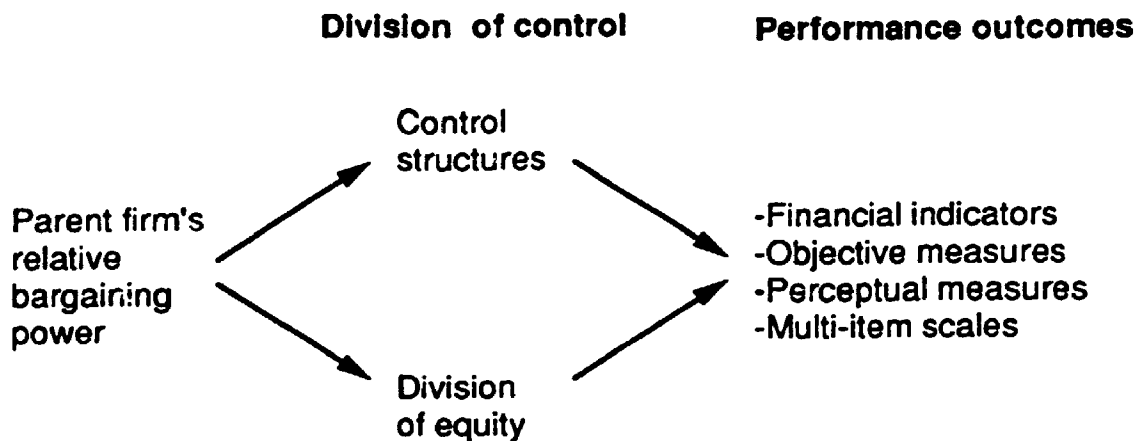 Division of control
Performance outcomes
Control
structures
Parent firm's
relative
bargaining
power
-Financial indicators
-Objective measures
-Perceptual measures
-Multi-item scales
Division
of equity